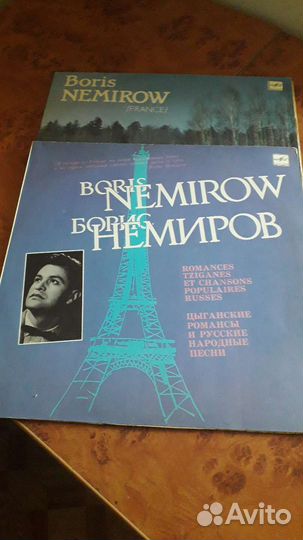 Boris
NEMIROW
(FRANCE)
BORIS
NEMIROW
БОРИС
НЕМИРОВ
ROMANCES
TZIGANES
ET CHANSONS
POPULAIRES
RUSSES
ЦЫГАНСКИЕ
РОМАНСЫ
И РУССКИЕ
НАРОДНЫЕ
ПЕСНИ
Avito